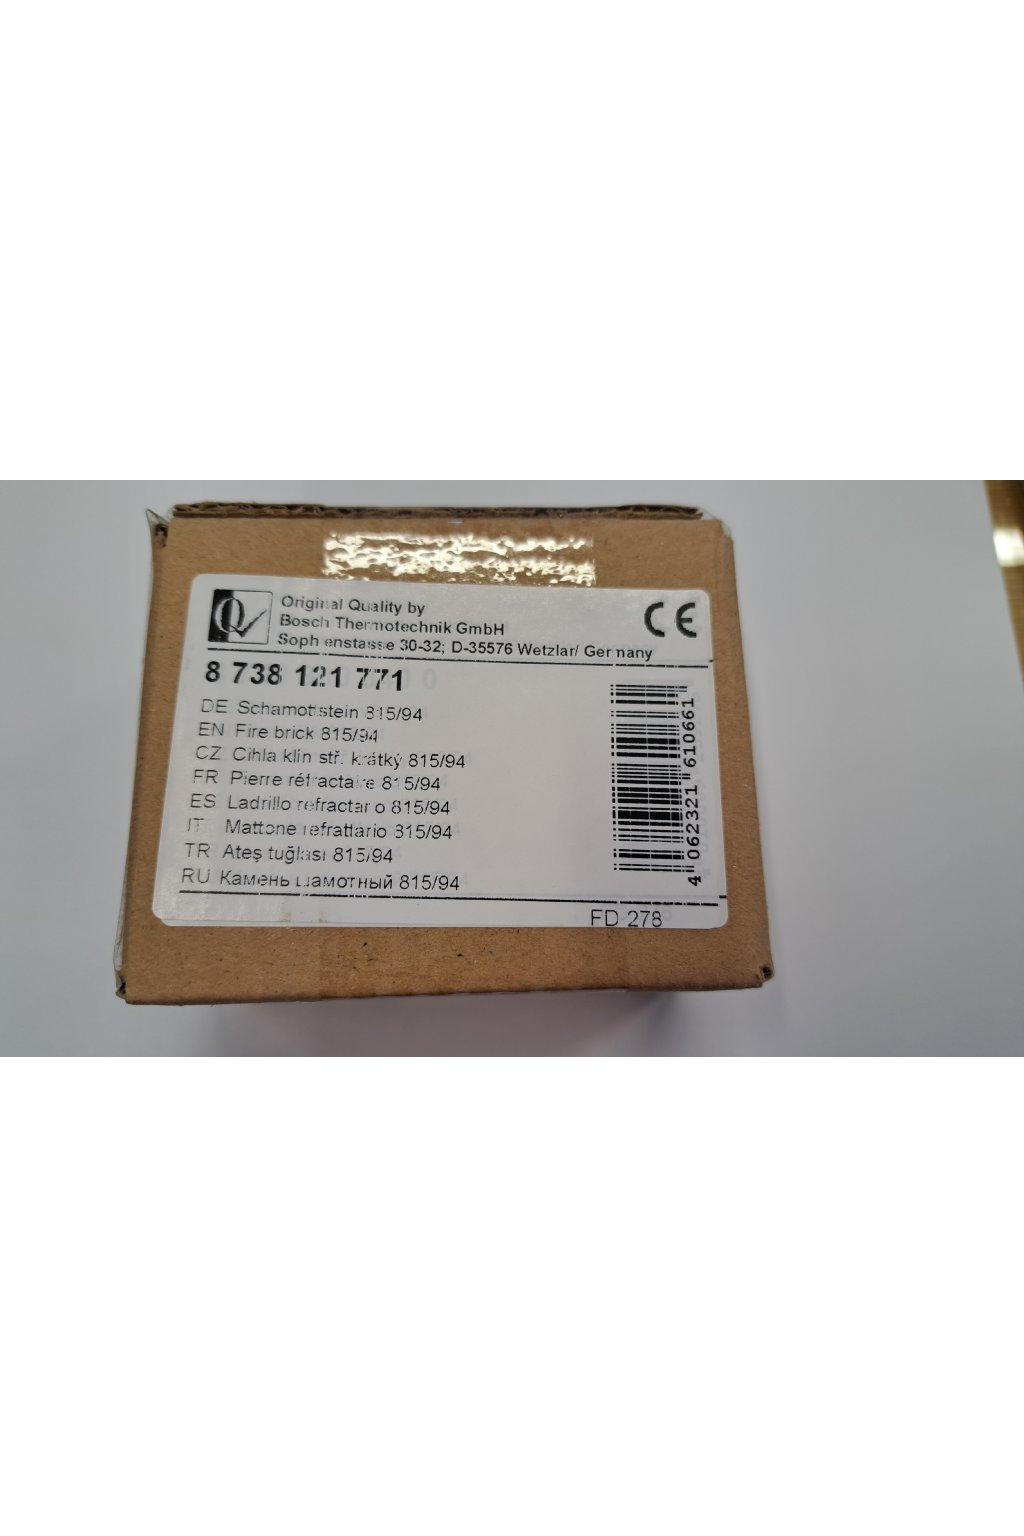 Original Quality by
Bosch Thermotechnik GmbH
Sophienstasse 30-32; D-35576 Wetzlar/ Germany
CE
8 738 121 771
DE Schamottstein 815/94
EN Fire brick 815/94
CZ Cihla klín stř. krátký 815/94
FR Pierre réfractaire 815/94
ES Ladrillo refractario 815/94
IT Mattone refrattario 815/94
TR Ateş tuğlası 815/94
RU Камень шамотный 815/94
4 062321 610661
FD 278